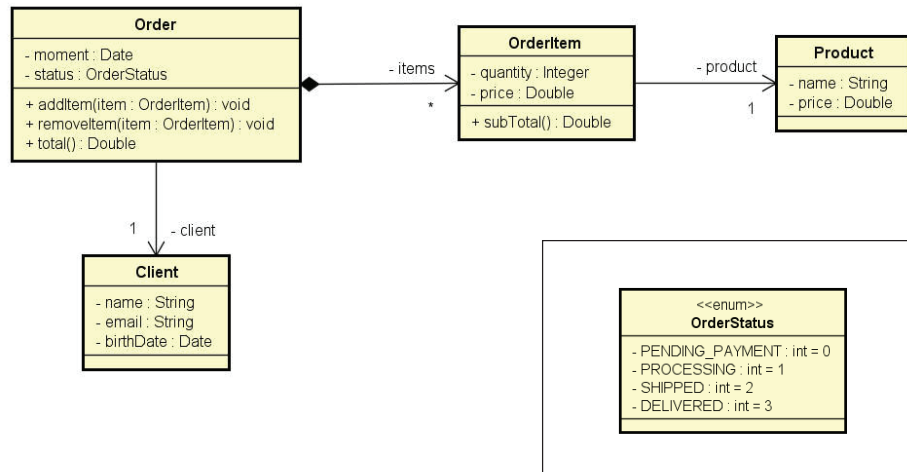 Order
- moment : Date
- status : OrderStatus
+ addItem(item : OrderItem) : void
+ removeItem(item : OrderItem) : void
+ total() : Double
- items
*
OrderItem
- quantity : Integer
- price : Double
+ subTotal() : Double
- product
1
Product
- name : String
- price : Double
1
- client
Client
- name : String
- email : String
- birthDate : Date
<<enum>>
OrderStatus
- PENDING_PAYMENT : int = 0
- PROCESSING : int = 1
- SHIPPED : int = 2
- DELIVERED : int = 3